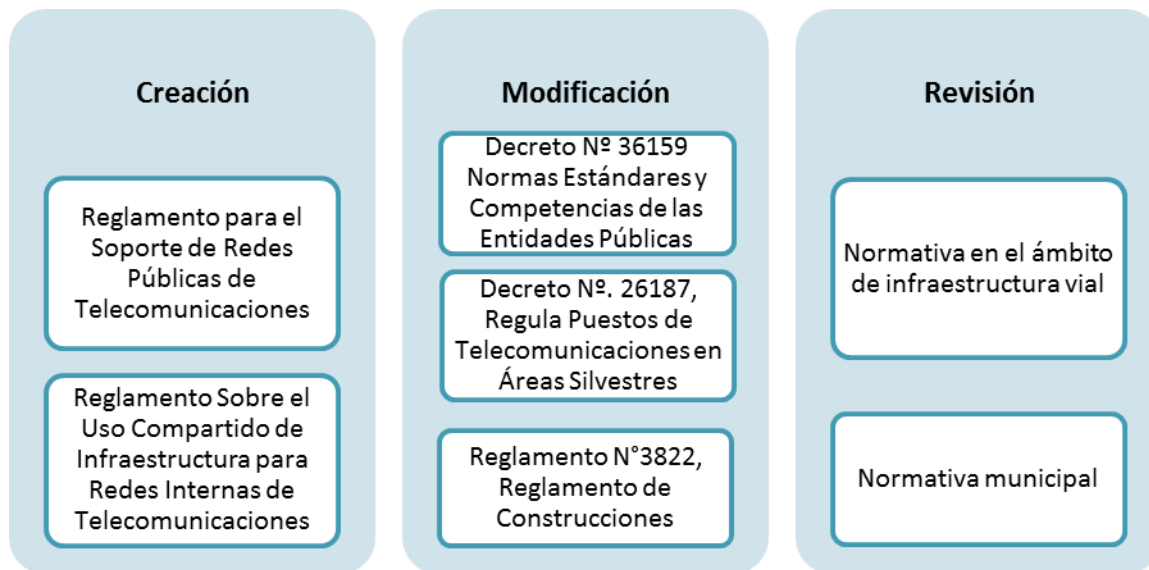 Creación
Reglamento para el
Soporte de Redes
Públicas de
Telecomunicaciones
Reglamento Sobre el
Uso Compartido de
Infraestructura para
Redes Internas de
Telecomunicaciones
Modificación
Decreto Nº 36159
Normas Estándares y
Competencias de las
Entidades Públicas
Decreto Nº. 26187,
Regula Puestos de
Telecomunicaciones en
Áreas Silvestres
Reglamento N°3822,
Reglamento de
Construcciones
Revisión
Normativa en el ámbito
de infraestructura vial
Normativa municipal